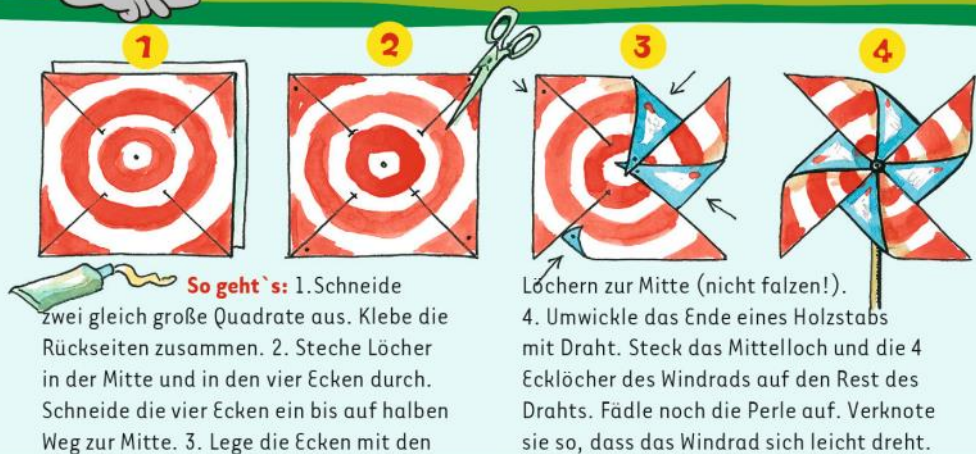 1
2
3
4
So geht`s: 1.Schneide
zwei gleich große Quadrate aus. Klebe die
Rückseiten zusammen. 2. Steche Löcher
in der Mitte und in den vier Ecken durch.
Schneide die vier Ecken ein bis auf halben
Weg zur Mitte. 3. Lege die Ecken mit den
Löchern zur Mitte (nicht falzen!).
4. Umwickle das Ende eines Holzstabs
mit Draht. Steck das Mittelloch und die 4
Ecklöcher des Windrads auf den Rest des
Drahts. Fädle noch die Perle auf. Verknote
sie so, dass das Windrad sich leicht dreht.